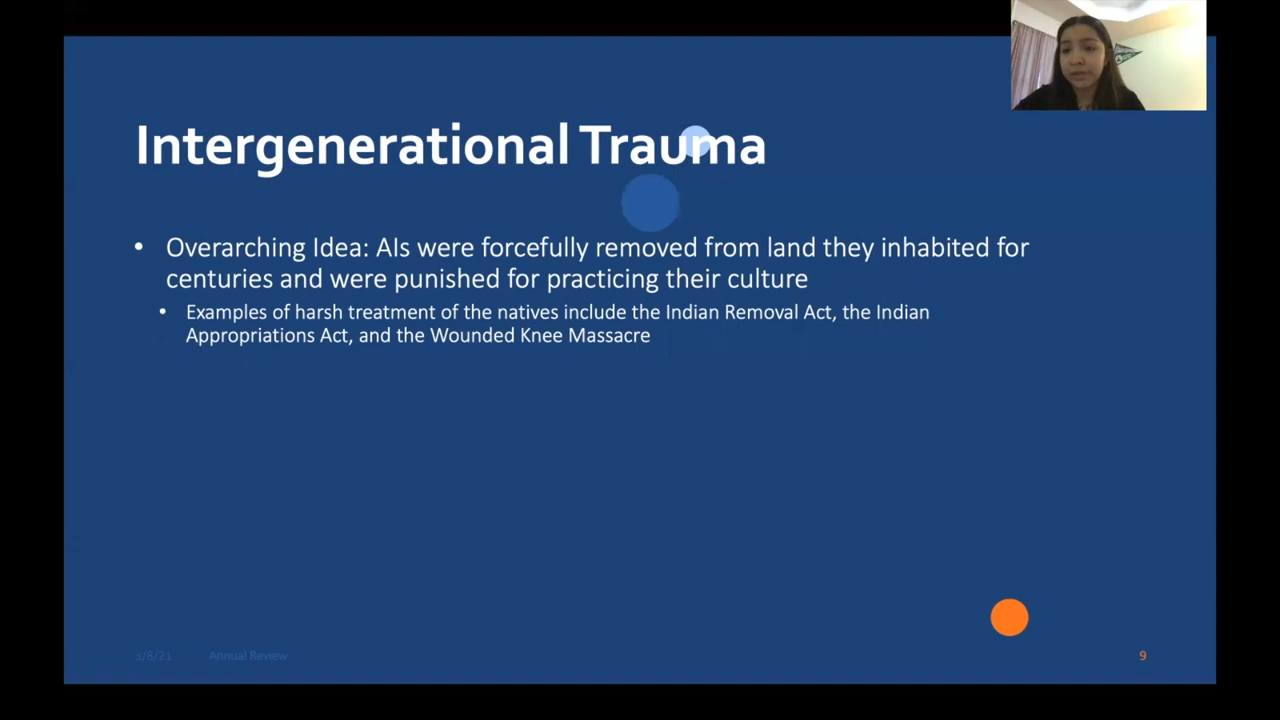 Intergenerational Trauma
• Overarching Idea: AIs were forcefully removed from land they inhabited for
centuries and were punished for practicing their culture
• Examples of harsh treatment of the natives include the Indian Removal Act, the Indian
Appropriations Act, and the Wounded Knee Massacre
Annual Review
9